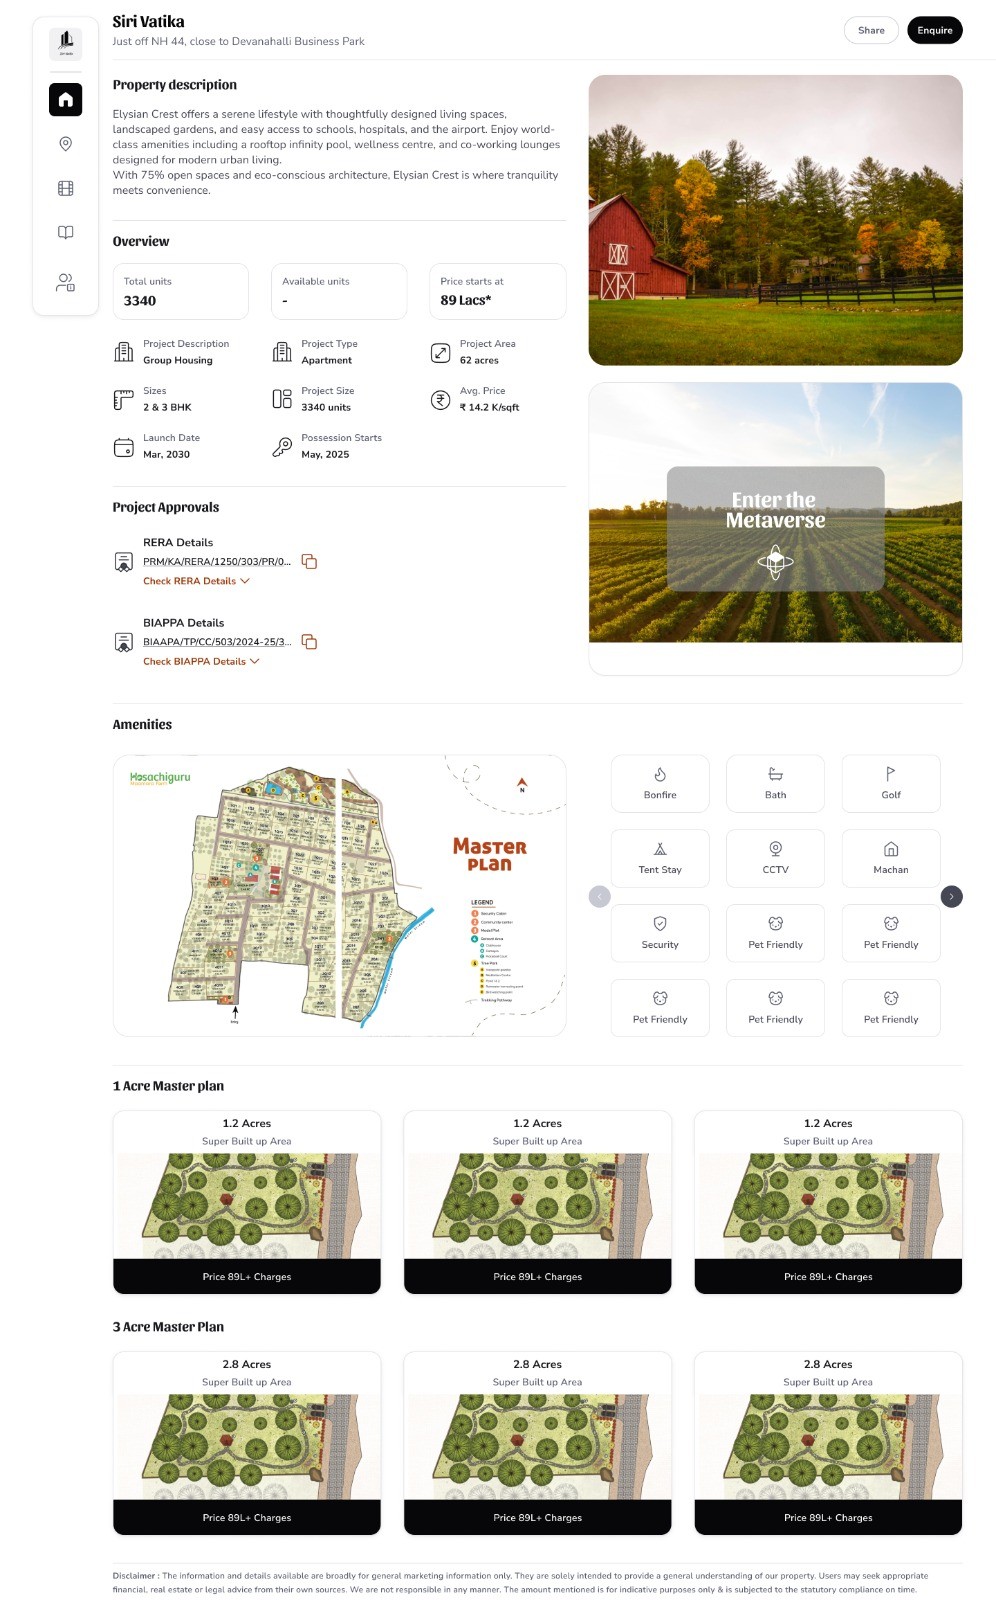 Siri Vatika
Just off NH 44, close to Devanahalli Business Park
Share
Enquire
Property description
Elysian Crest offers a serene lifestyle with thoughtfully designed living spaces,
landscaped gardens, and easy access to schools, hospitals, and the airport. Enjoy world-
class amenities including a rooftop infinity pool, wellness centre, and co-working lounges
designed for modern urban living.
With 75% open spaces and eco-conscious architecture, Elysian Crest is where tranquility
meets convenience.
Overview
Total units
3340
Available units
-
Price starts at
89 Lacs*
Project Description
Group Housing
Project Type
Apartment
Project Area
62 acres
Sizes
2 & 3 BHK
Project Size
3340 units
Avg. Price
₹ 14.2 K/sqft
Launch Date
Mar, 2030
Possession Starts
May, 2025
Enter the
Metaverse
Project Approvals
RERA Details
PRM/KA/RERA/1250/303/PR/0...
Check RERA Details
BIAPPA Details
BIAAPA/TP/CC/503/2024-25/3...
Check BIAPPA Details
Amenities
Hosachiguru
N
Master
plan
LEGEND
Security Cabin
Bonfire
Bath
Golf
Tent Stay
CCTV
Machan
Security
Pet Friendly
Pet Friendly
Pet Friendly
Pet Friendly
Pet Friendly
1 Acre Master plan
1.2 Acres
Super Built up Area
Price 89L+ Charges
1.2 Acres
Super Built up Area
Price 89L+ Charges
1.2 Acres
Super Built up Area
Price 89L+ Charges
3 Acre Master Plan
2.8 Acres
Super Built up Area
Price 89L+ Charges
2.8 Acres
Super Built up Area
Price 89L+ Charges
2.8 Acres
Super Built up Area
Price 89L+ Charges
Disclaimer : The information and details available are broadly for general marketing information only. They are solely intended to provide a general understanding of our property. Users may seek appropriate
financial, real estate or legal advice from their own sources. We are not responsible in any manner. The amount mentioned is for indicative purposes only & is subjected to the statutory compliance on time.